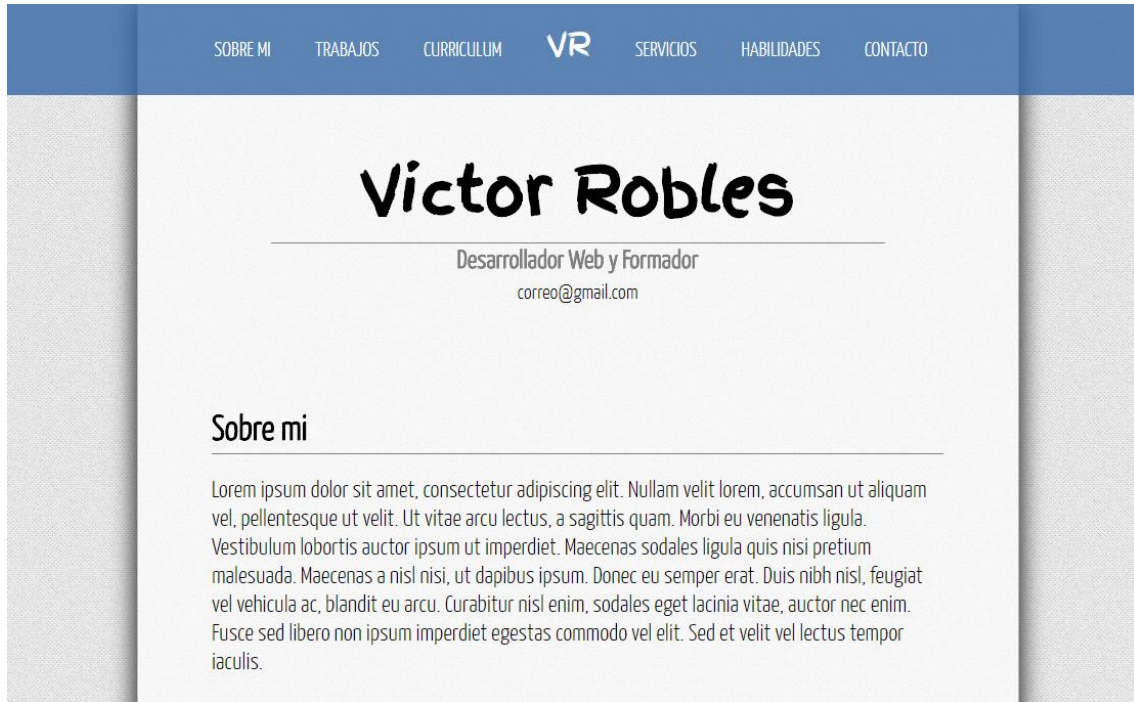 SOBRE MI TRABAJOS CURRICULUM VR SERVICIOS HABILIDADES CONTACTO
Victor Robles
Desarrollador Web y Formador
correo@gmail.com
Sobre mi
Lorem ipsum dolor sit amet, consectetur adipiscing elit. Nullam velit lorem, accumsan ut aliquam
vel, pellentesque ut velit. Ut vitae arcu lectus, a sagittis quam. Morbi eu venenatis ligula.
Vestibulum lobortis auctor ipsum ut imperdiet. Maecenas sodales ligula quis nisi pretium
malesuada. Maecenas a nisl nisi, ut dapibus ipsum. Donec eu semper erat. Duis nibh nisl, feugiat
vel vehicula ac, blandit eu arcu. Curabitur nisl enim, sodales eget lacinia vitae, auctor nec enim.
Fusce sed libero non ipsum imperdiet egestas commodo vel elit. Sed et velit vel lectus tempor
iaculis.